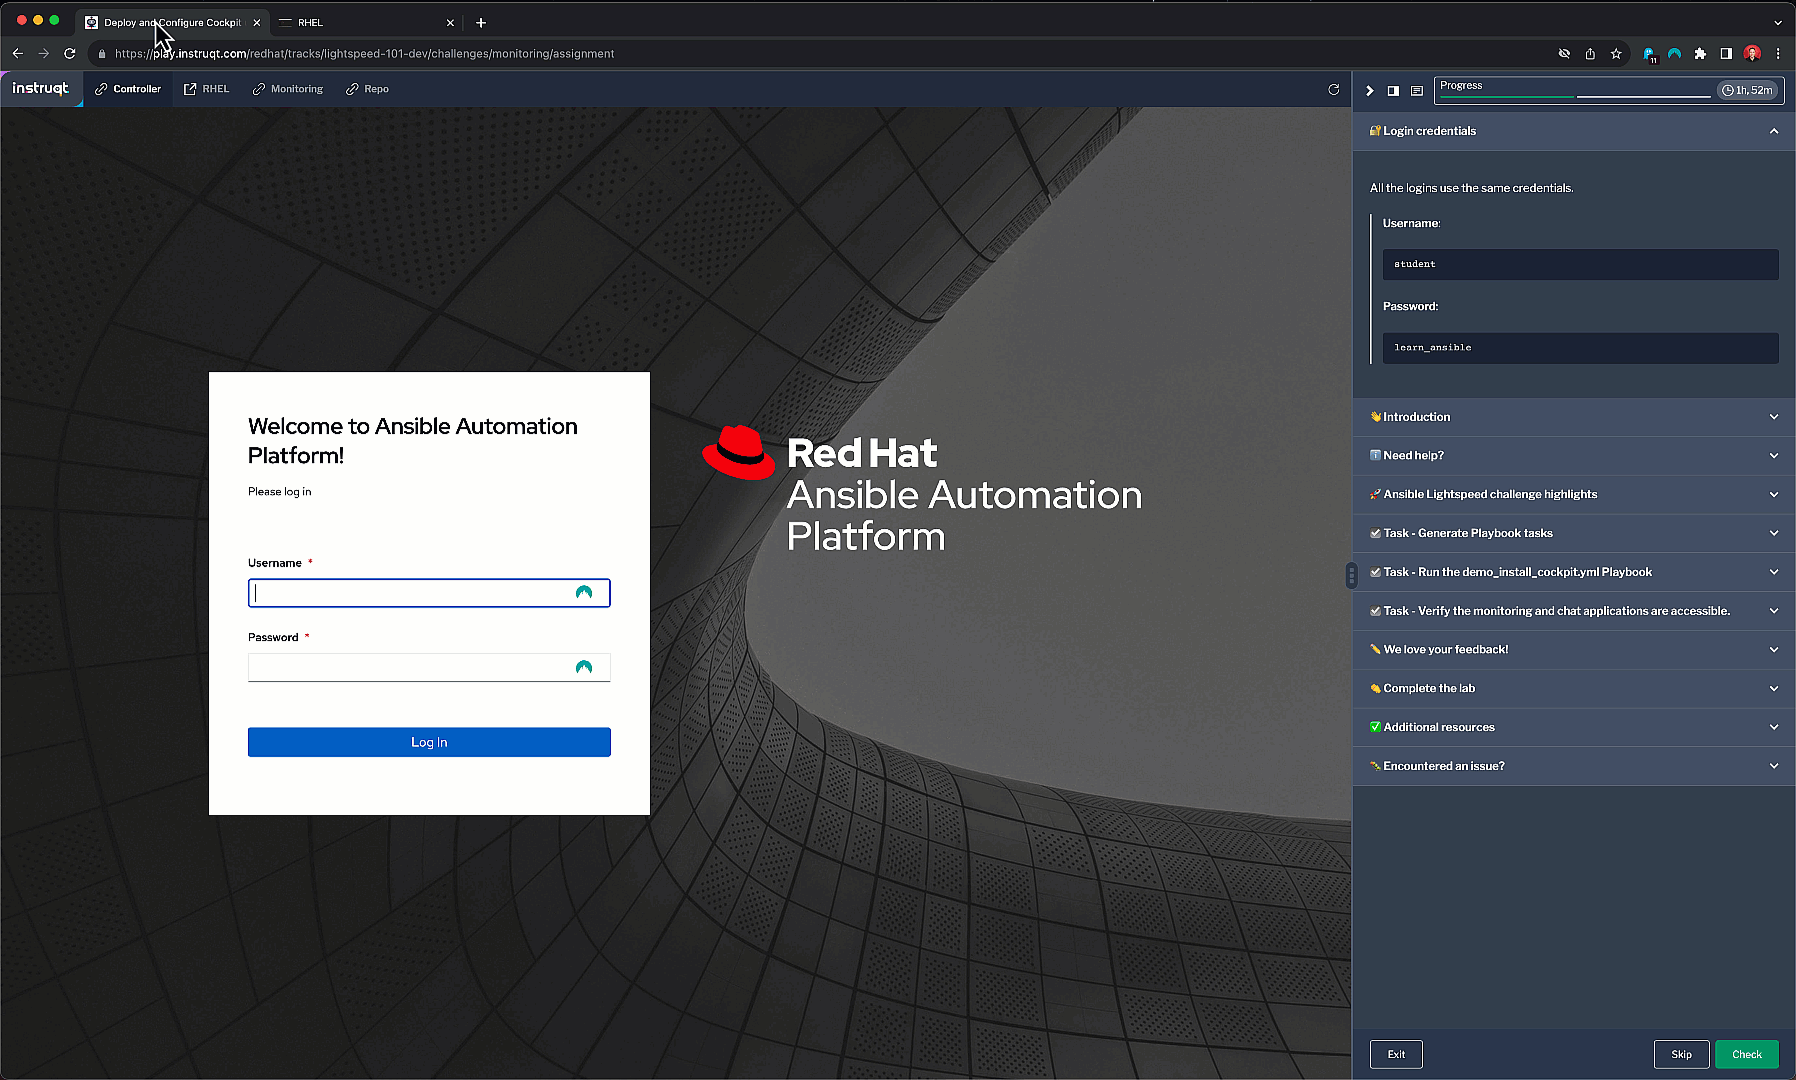 Deploy and Configure Cockpit
RHEL
https://play.instruqt.com/redhat/tracks/lightspeed-101-dev/challenges/monitoring/assignment
11
instruqt
Controller
RHEL
Monitoring
Repo
Progress
1h, 52m
Login credentials
All the logins use the same credentials.
Username:
student
Password:
learn_ansible
Introduction
Need help?
Ansible Lightspeed challenge highlights
Task - Generate Playbook tasks
Task - Run the demo_install_cockpit.yml Playbook
Task - Verify the monitoring and chat applications are accessible.
We love your feedback!
Complete the lab
Additional resources
Encountered an issue?
Exit
Skip
Check
Welcome to Ansible Automation
Platform!
Please log in
Username *
Password *
Log In
Red Hat
Ansible Automation
Platform